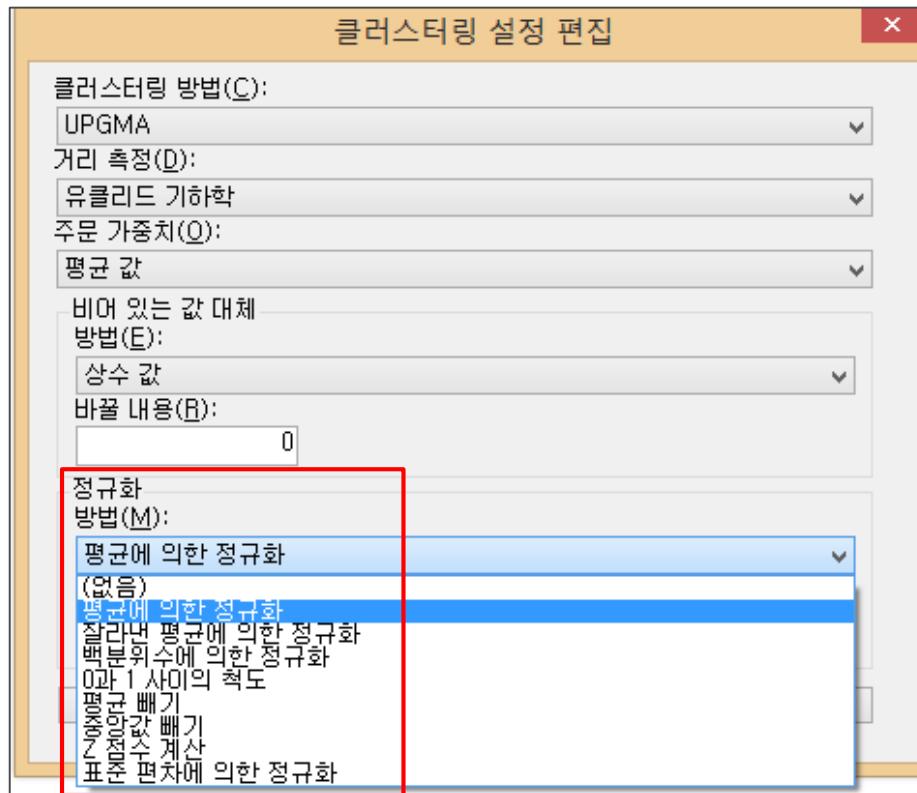 클러스터링 설정 편집
클러스터링 방법(C):
UPGMA
거리 측정(D):
유클리드 기하학
주문 가중치(O):
평균 값
비어 있는 값 대체
방법(E):
상수 값
바꿀 내용(R):
0
정규화
방법(M):
평균에 의한 정규화
(없음)
평균에 의한 정규화
잘라낸 평균에 의한 정규화
백분위수에 의한 정규화
0과 1 사이의 척도
평균 빼기
중앙값 빼기
Z 점수 계산
표준 편차에 의한 정규화